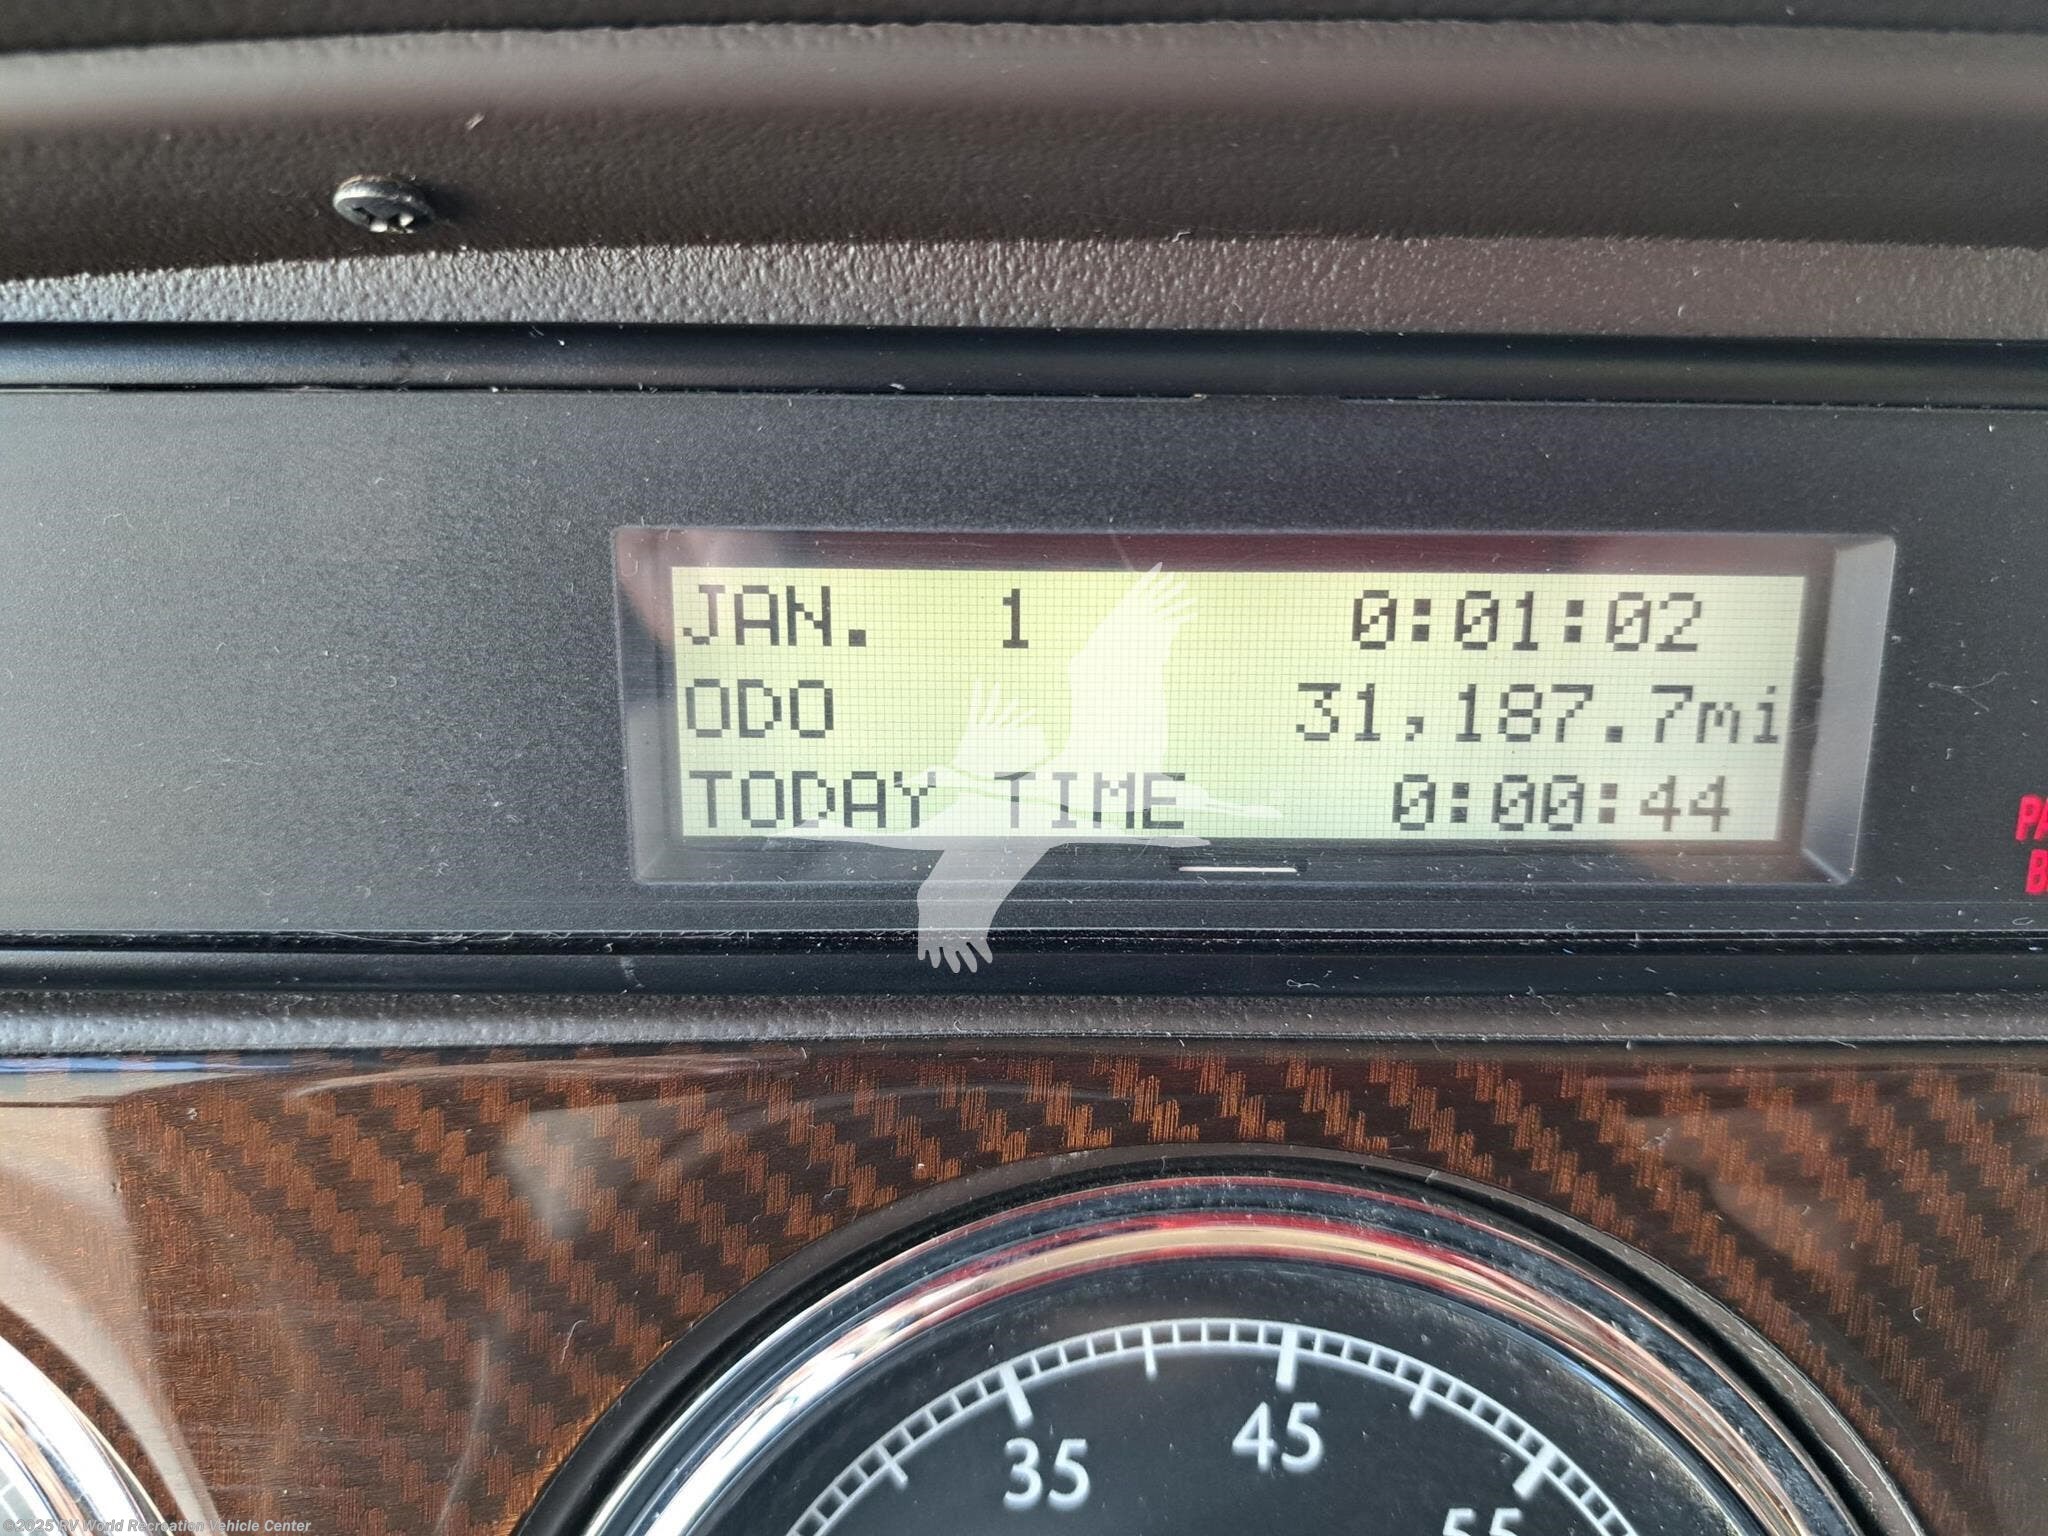 JAN. 1 0:01:02
ODO 31,187.7mi
TODAY TIME 0:00:44
35 45 55
©2025 RV World Recreation Vehicle Center